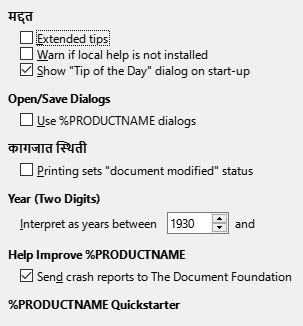 मद्दत
Extended tips
Warn if local help is not installed
Show "Tip of the Day" dialog on start-up
Open/Save Dialogs
Use %PRODUCTNAME dialogs
कागजात स्थिती
Printing sets "document modified" status
Year (Two Digits)
Interpret as years between 1930 and
Help Improve %PRODUCTNAME
Send crash reports to The Document Foundation
%PRODUCTNAME Quickstarter